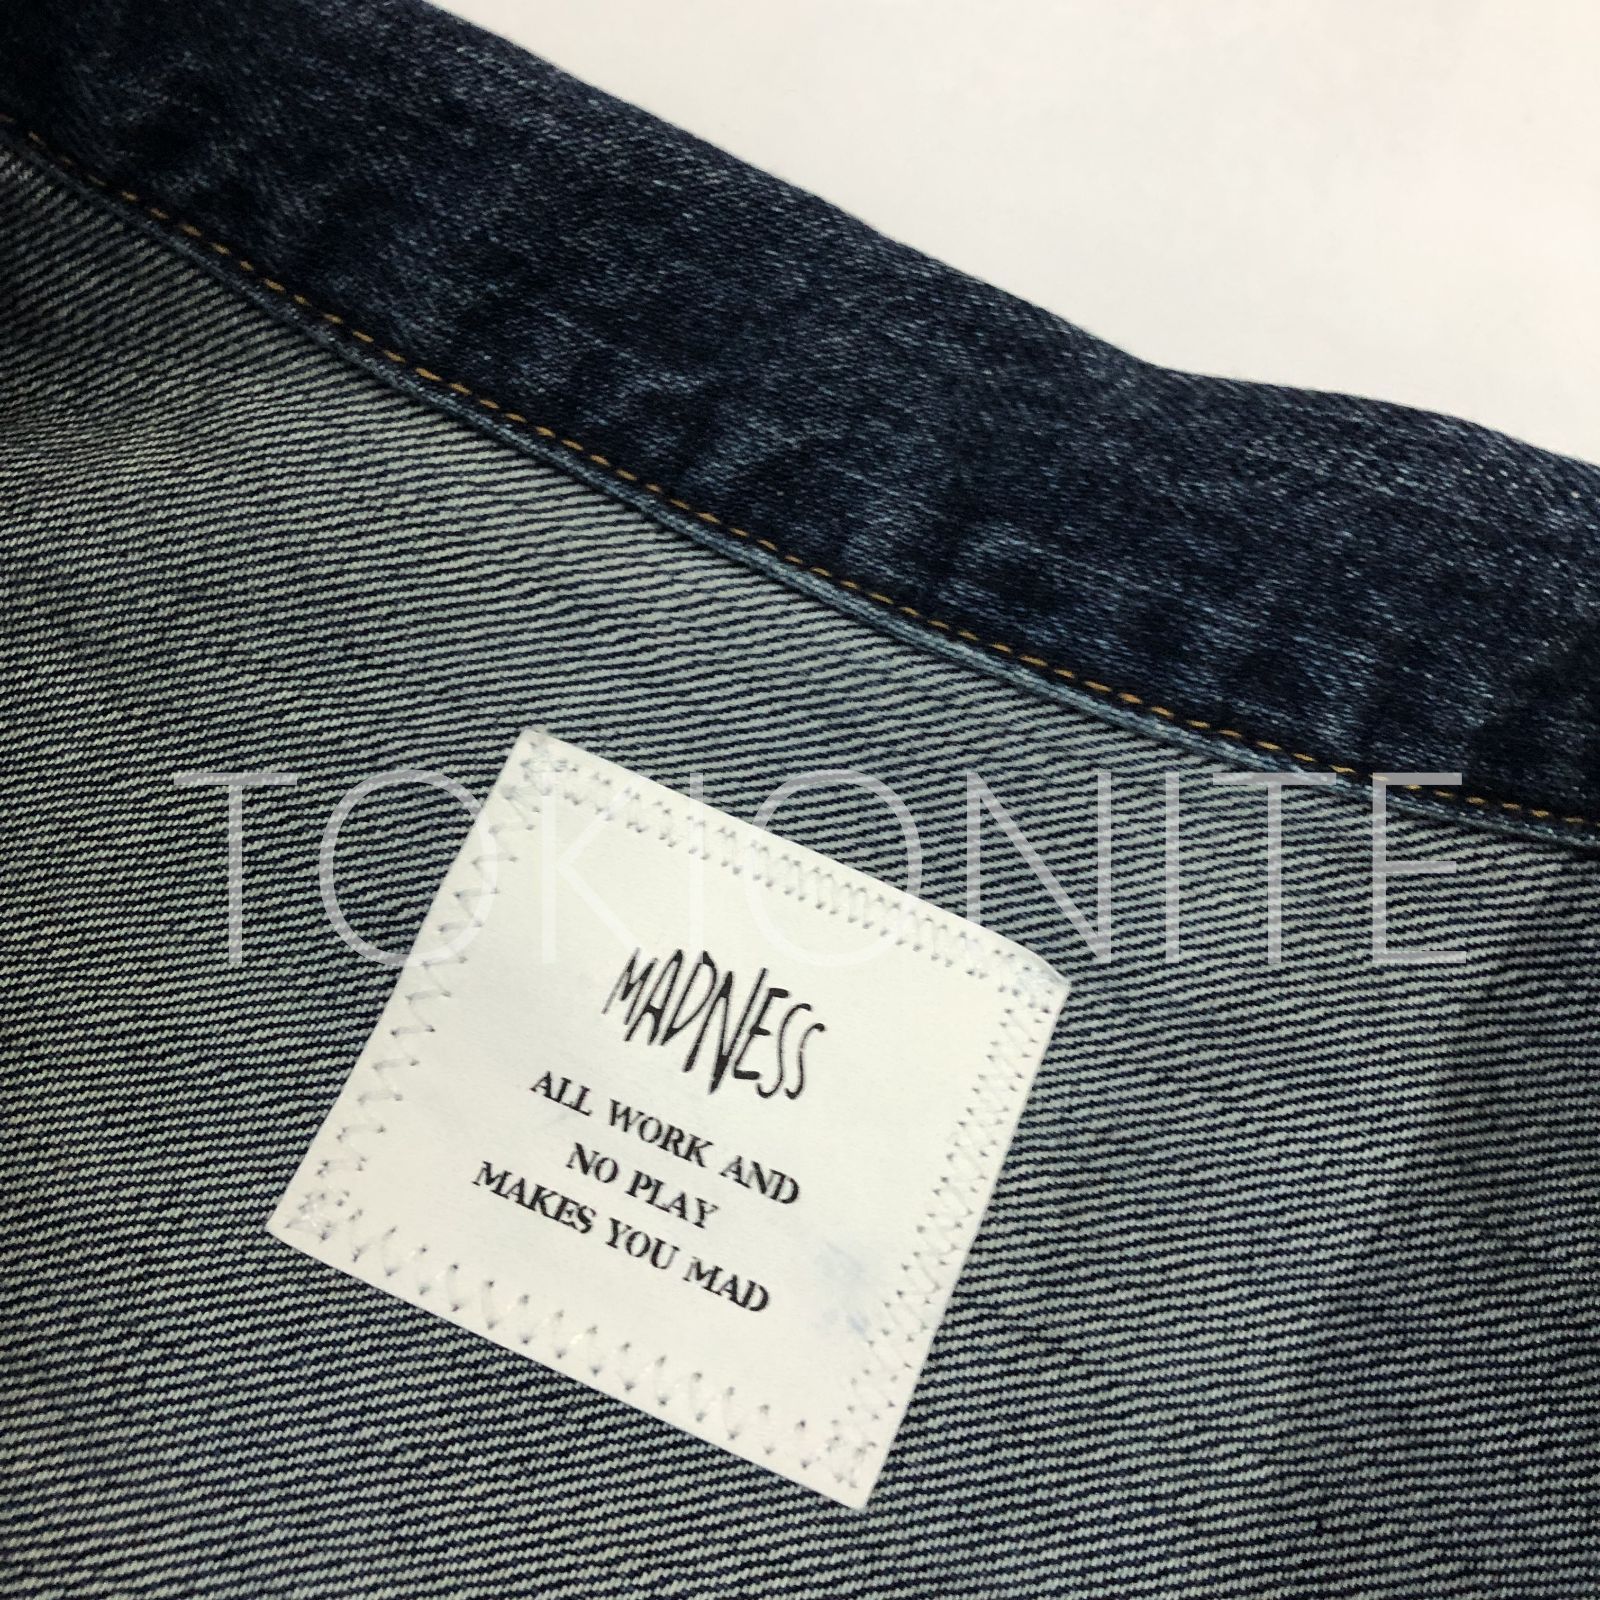 TOKIONITE
MADNESS
ALL WORK AND
NO PLAY
MAKES YOU MAD